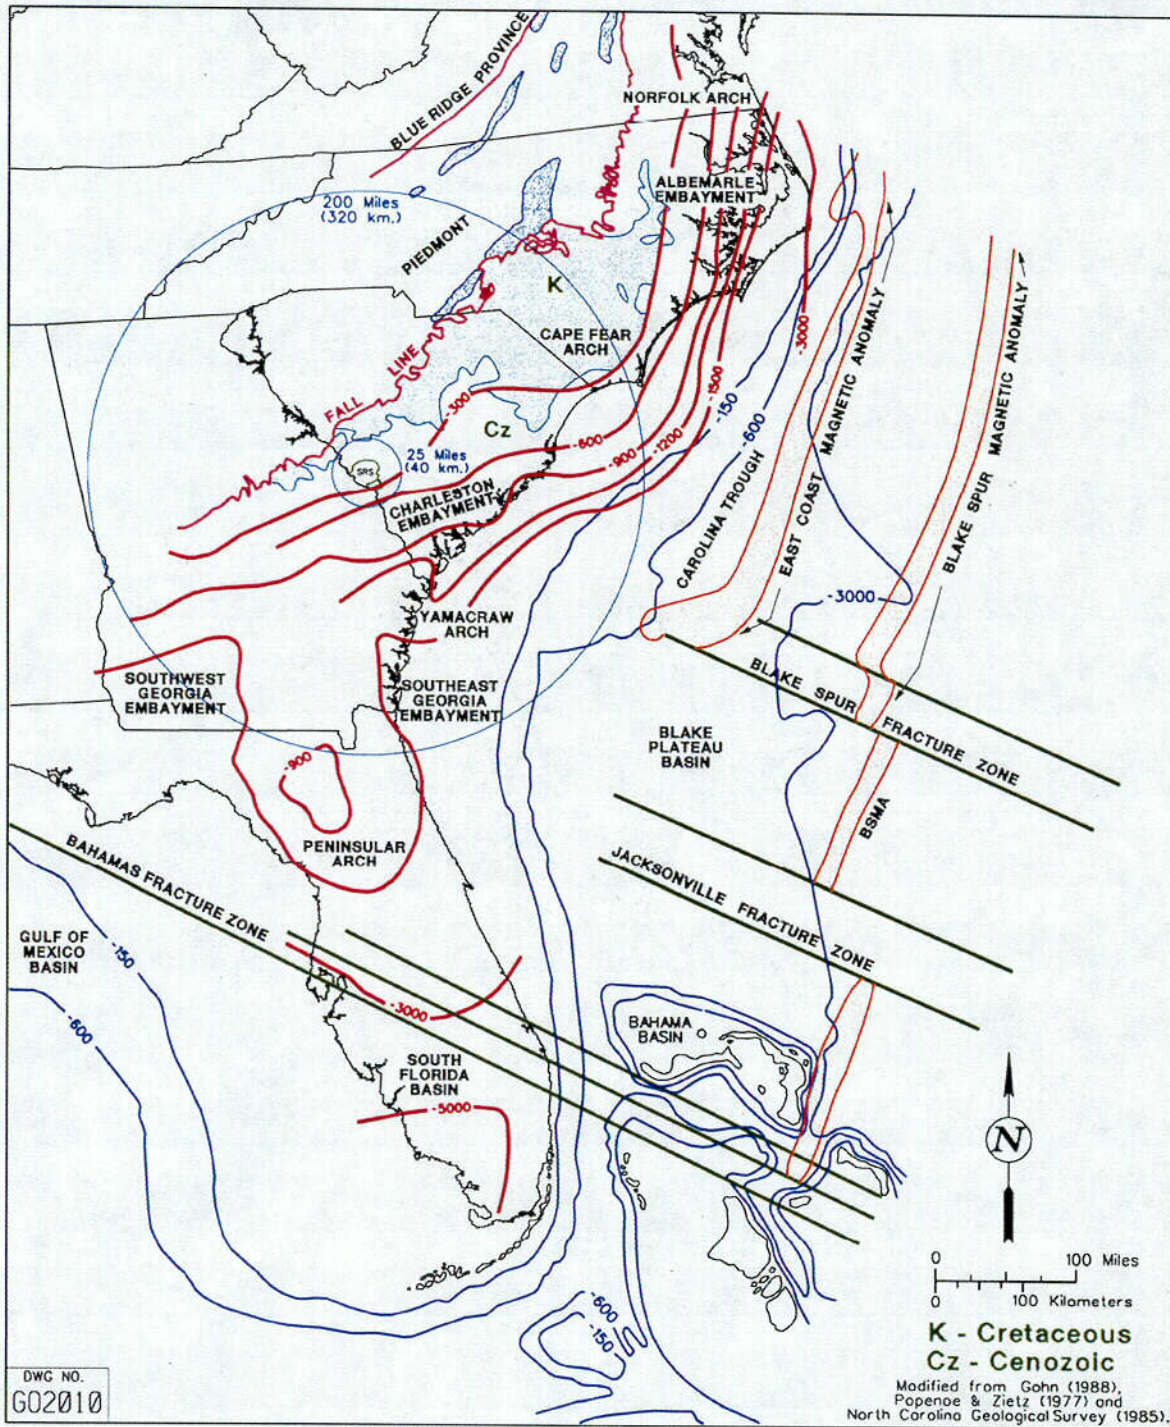 BLUE RIDGE PROVINCE
NORFOLK ARCH
ALBEMARLE
EMBAYMENT
200 Miles
(320 km.)
PIEDMONT
K
CAPE FEAR
ARCH
-3000
FALL LINE
-300
Cz
-600
-900
-1200
-1500
-150
-600
25 Miles
(40 km.)
SRS
CHARLESTON
EMBAYMENT
CAROLINA TROUGH
EAST COAST MAGNETIC ANOMALY
BLAKE SPUR MAGNETIC ANOMALY
-3000
YAMACRAW
ARCH
SOUTHWEST
GEORGIA
EMBAYMENT
SOUTHEAST
GEORGIA
EMBAYMENT
BLAKE SPUR FRACTURE ZONE
BLAKE
PLATEAU
BASIN
-900
BSMA
PENINSULAR
ARCH
BAHAMAS FRACTURE ZONE
JACKSONVILLE FRACTURE ZONE
GULF OF
MEXICO
BASIN
-150
-600
-3000
BAHAMA
BASIN
SOUTH
FLORIDA
BASIN
-5000
N
0 100 Miles
0 100 Kilometers
-600
-150
K - Cretaceous
Cz - Cenozoic
Modified from Gohn (1988),
Popenoe & Zietz (1977) and
North Carolina Geological Survey (1985)
DWG NO.
G02010